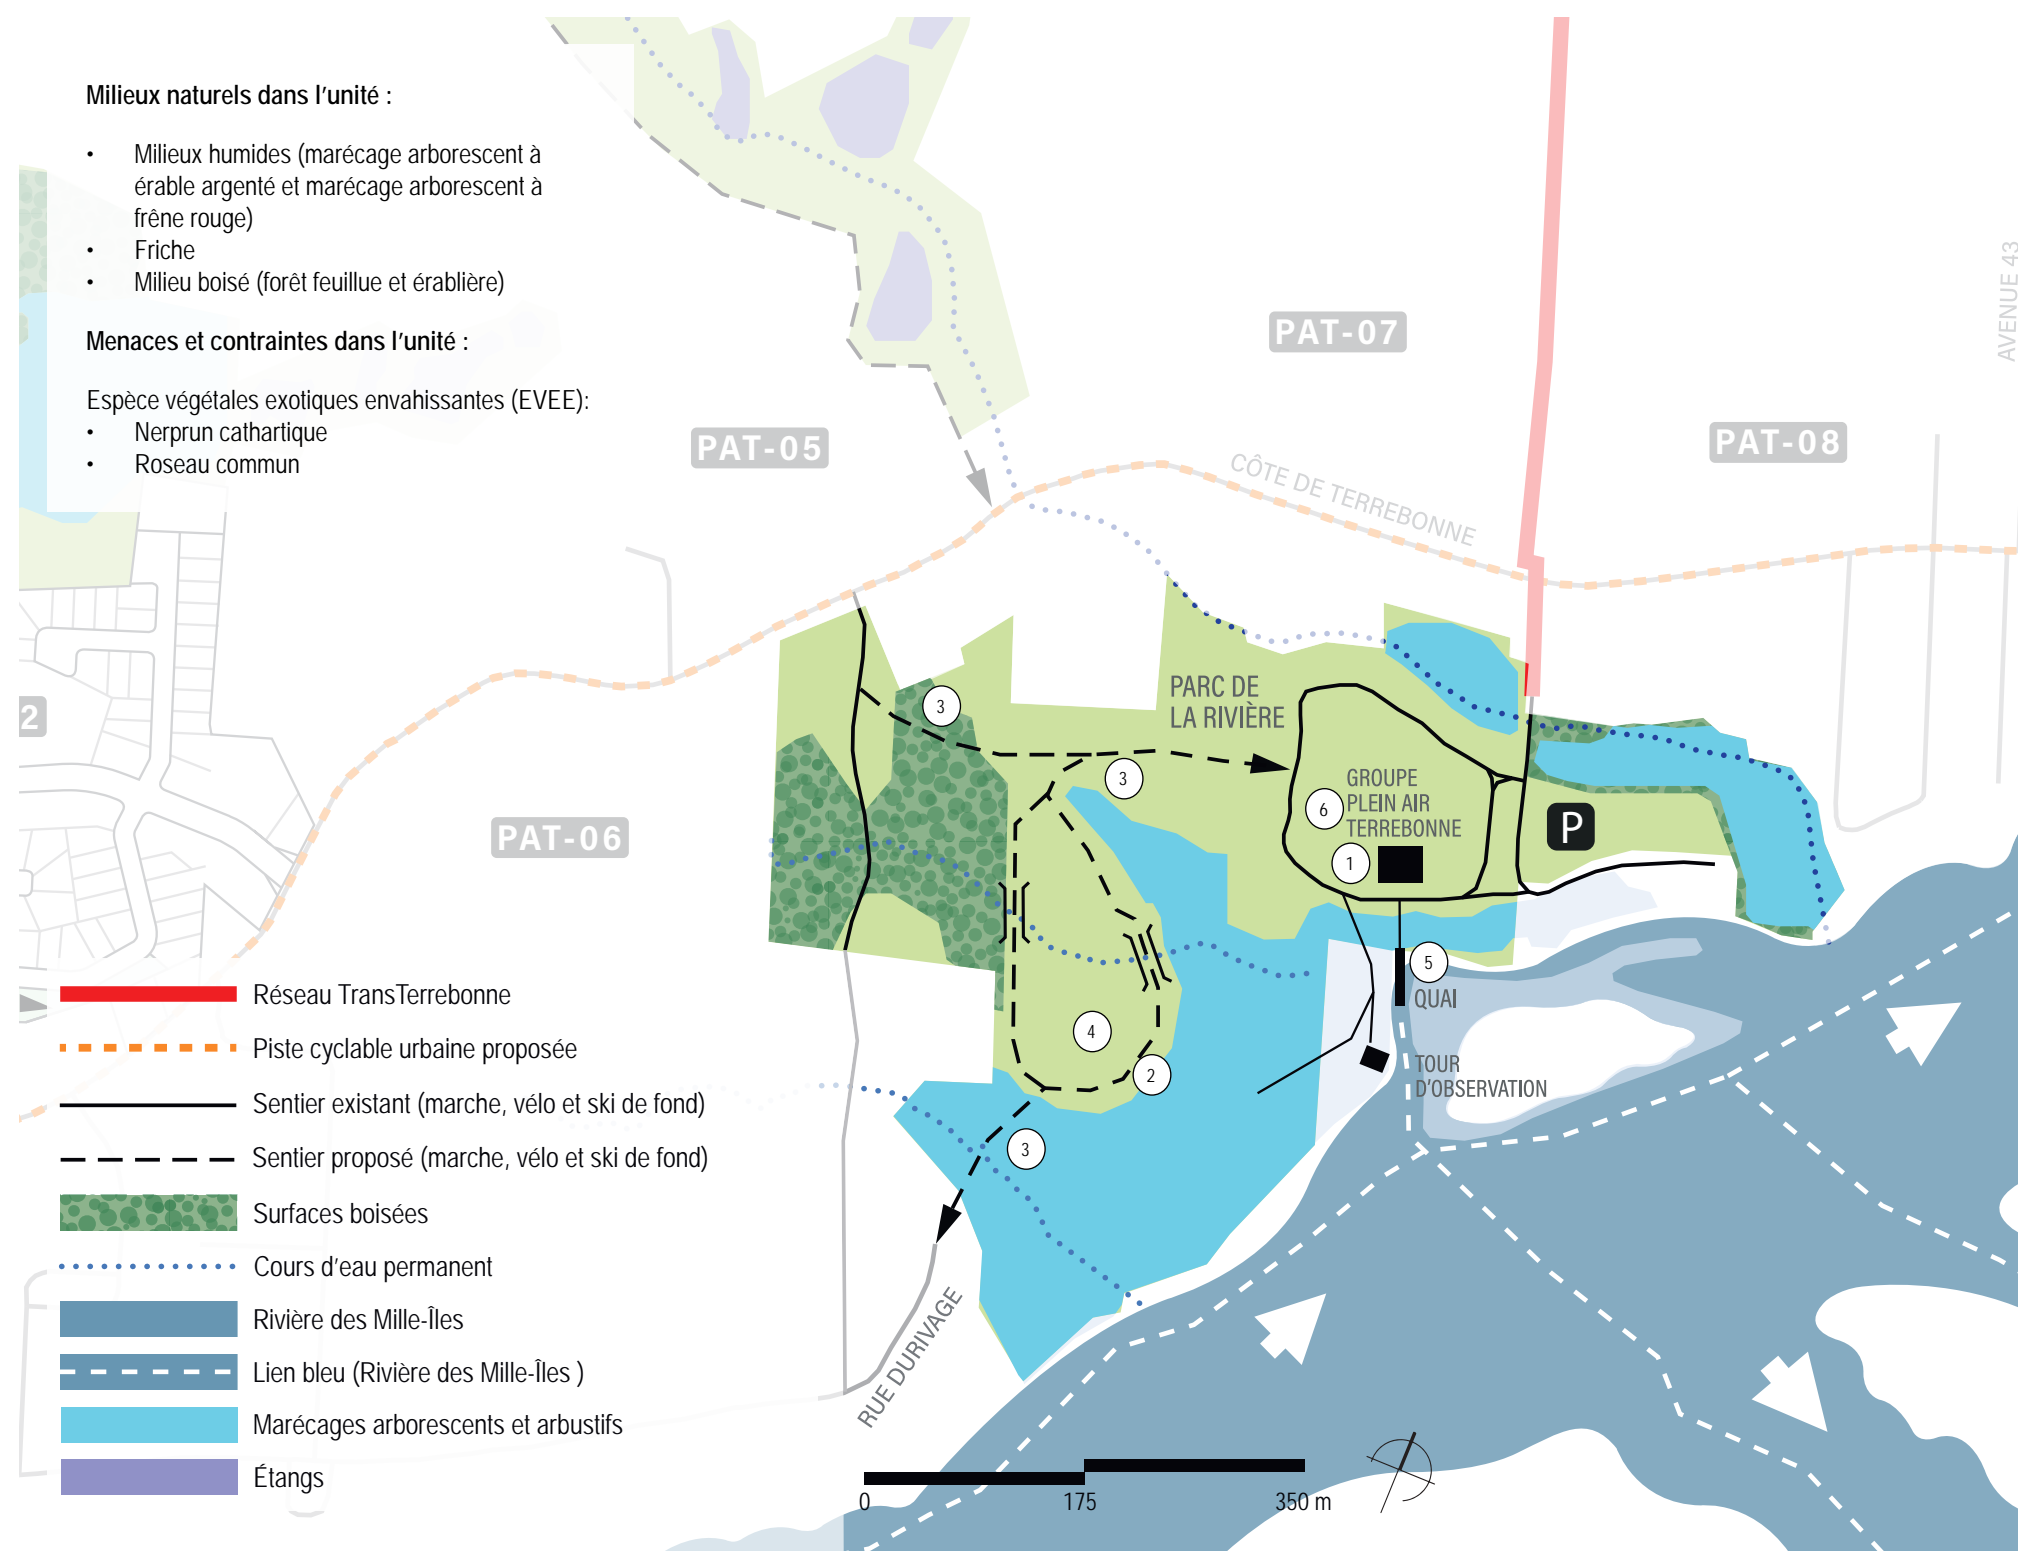 Milieux naturels dans l'unité :
• Milieux humides (marécage arborescent à
érable argenté et marécage arborescent à
frêne rouge)
• Friche
• Milieu boisé (forêt feuillue et érablière)
Menaces et contraintes dans l'unité :
Espèce végétales exotiques envahissantes (EVEE):
• Nerprun cathartique
• Roseau commun
PAT-07
PAT-05
PAT-08
AVENUE 43
CÔTE DE TERREBONNE
2
PAT-06
PARC DE
LA RIVIÈRE
3
3
GROUPE
PLEIN AIR
TERREBONNE
6
1
P
5
QUAI
4
2
TOUR
D'OBSERVATION
3
RUE DURIVAGE
Réseau TransTerrebonne
Piste cyclable urbaine proposée
Sentier existant (marche, vélo et ski de fond)
Sentier proposé (marche, vélo et ski de fond)
Surfaces boisées
Cours d'eau permanent
Rivière des Mille-Îles
Lien bleu (Rivière des Mille-Îles )
Marécages arborescents et arbustifs
Étangs
0 175 350 m